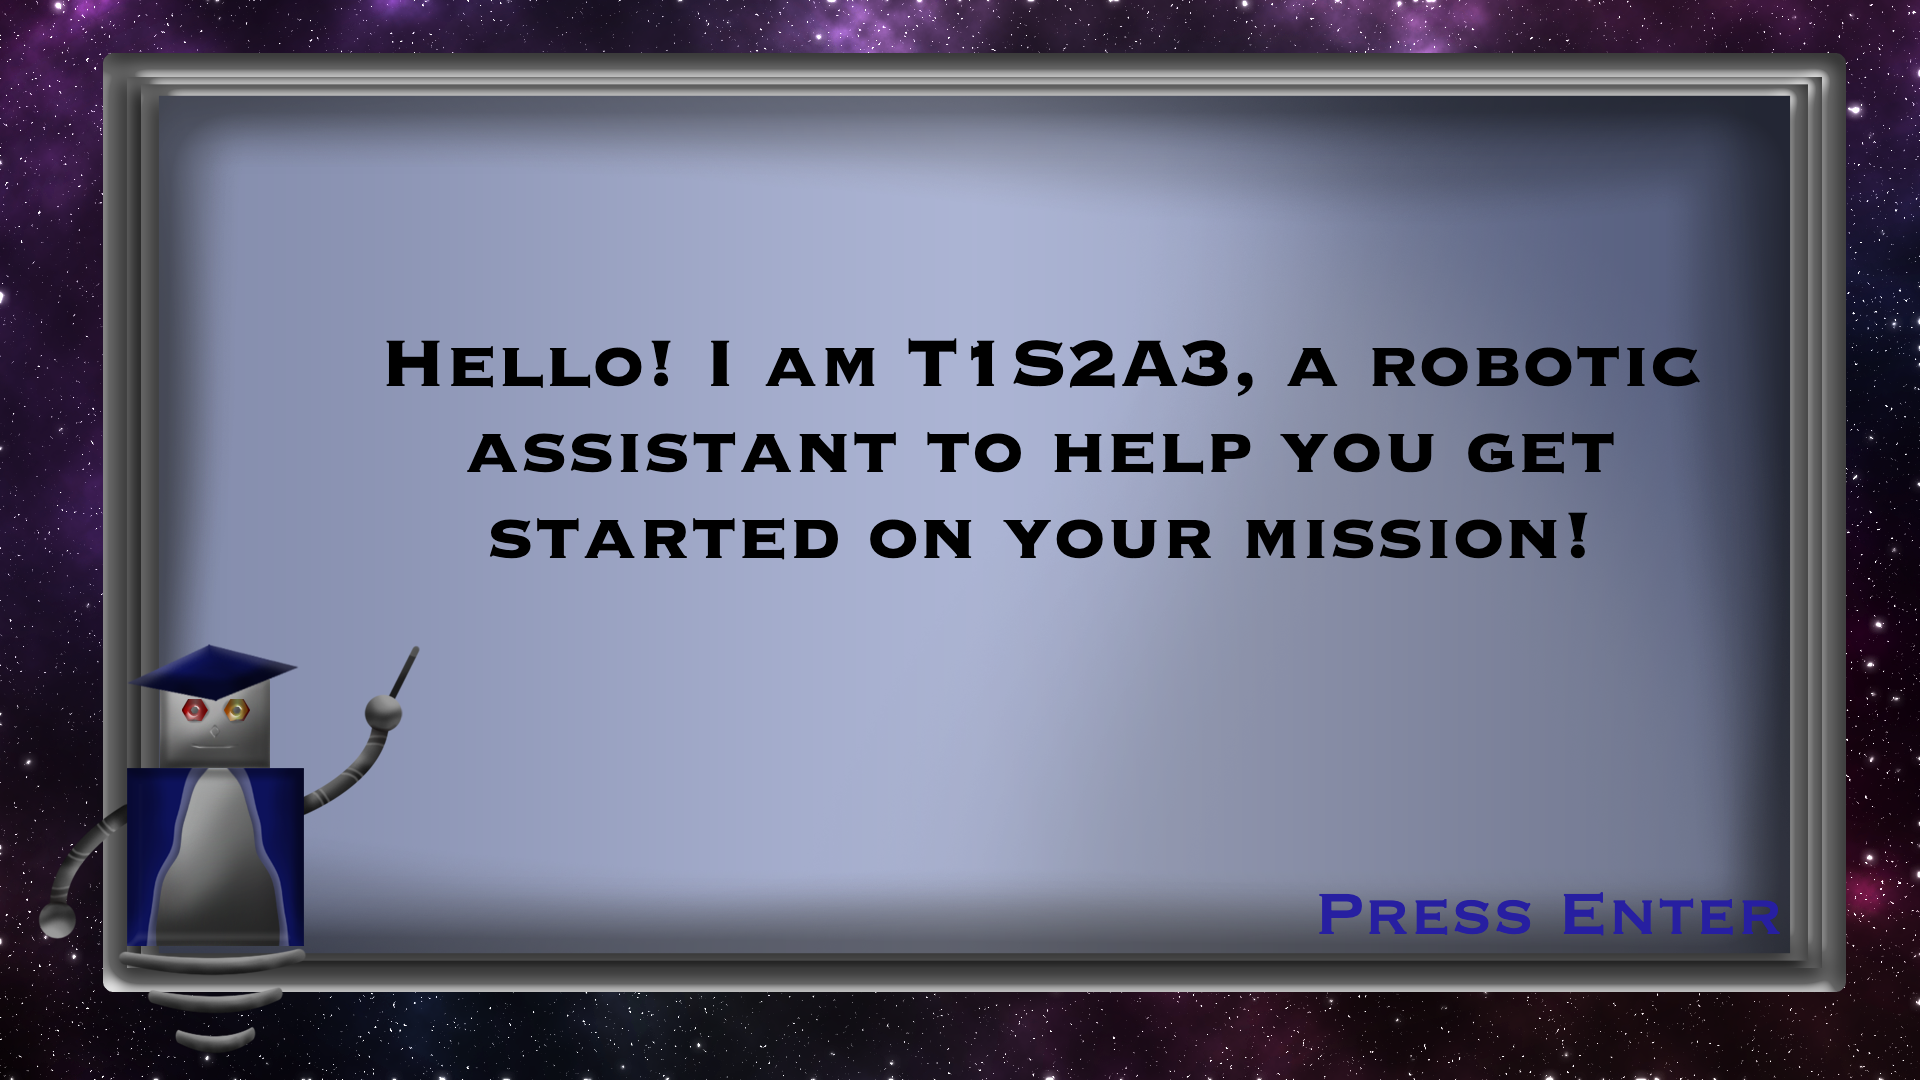 Hello! I am T1S2A3, a robotic
assistant to help you get
started on your mission!
Press Enter